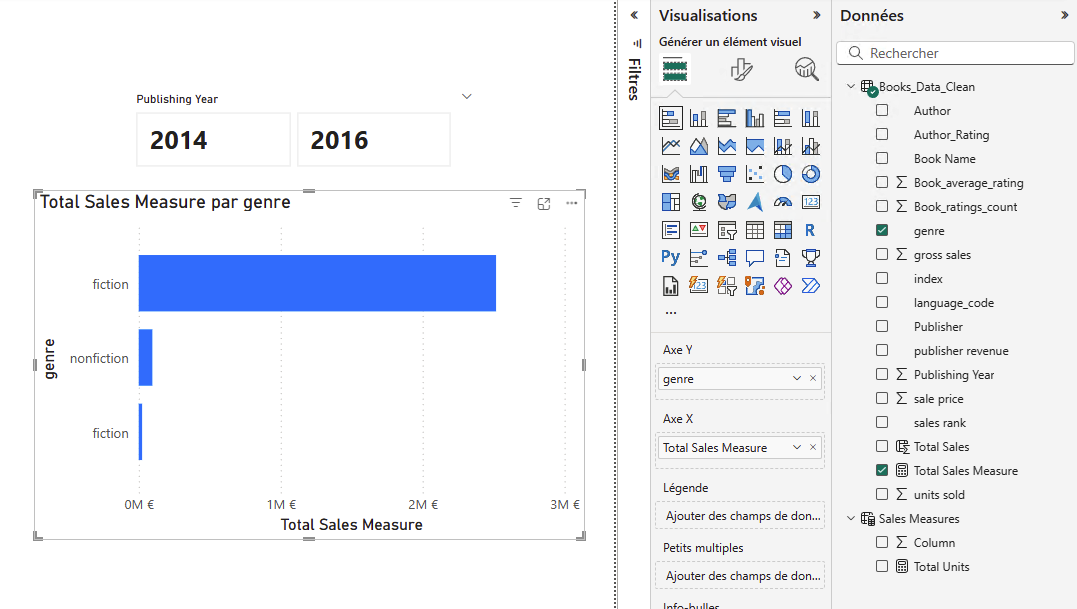 Publishing Year
2014
2016
Total Sales Measure par genre
genre
fiction
nonfiction
fiction
0M €
1M €
2M €
3M €
Total Sales Measure
Filtres
Visualisations
Générer un élément visuel
123
R
Py
123
...
Axe Y
genre
Axe X
Total Sales Measure
Légende
Ajouter des champs de don...
Petits multiples
Ajouter des champs de don...
Info-bulles
Données
Rechercher
Books_Data_Clean
Author
Author_Rating
Book Name
Book_average_rating
Book_ratings_count
genre
gross sales
index
language_code
Publisher
publisher revenue
Publishing Year
sale price
sales rank
Total Sales
Total Sales Measure
units sold
Sales Measures
Column
Total Units